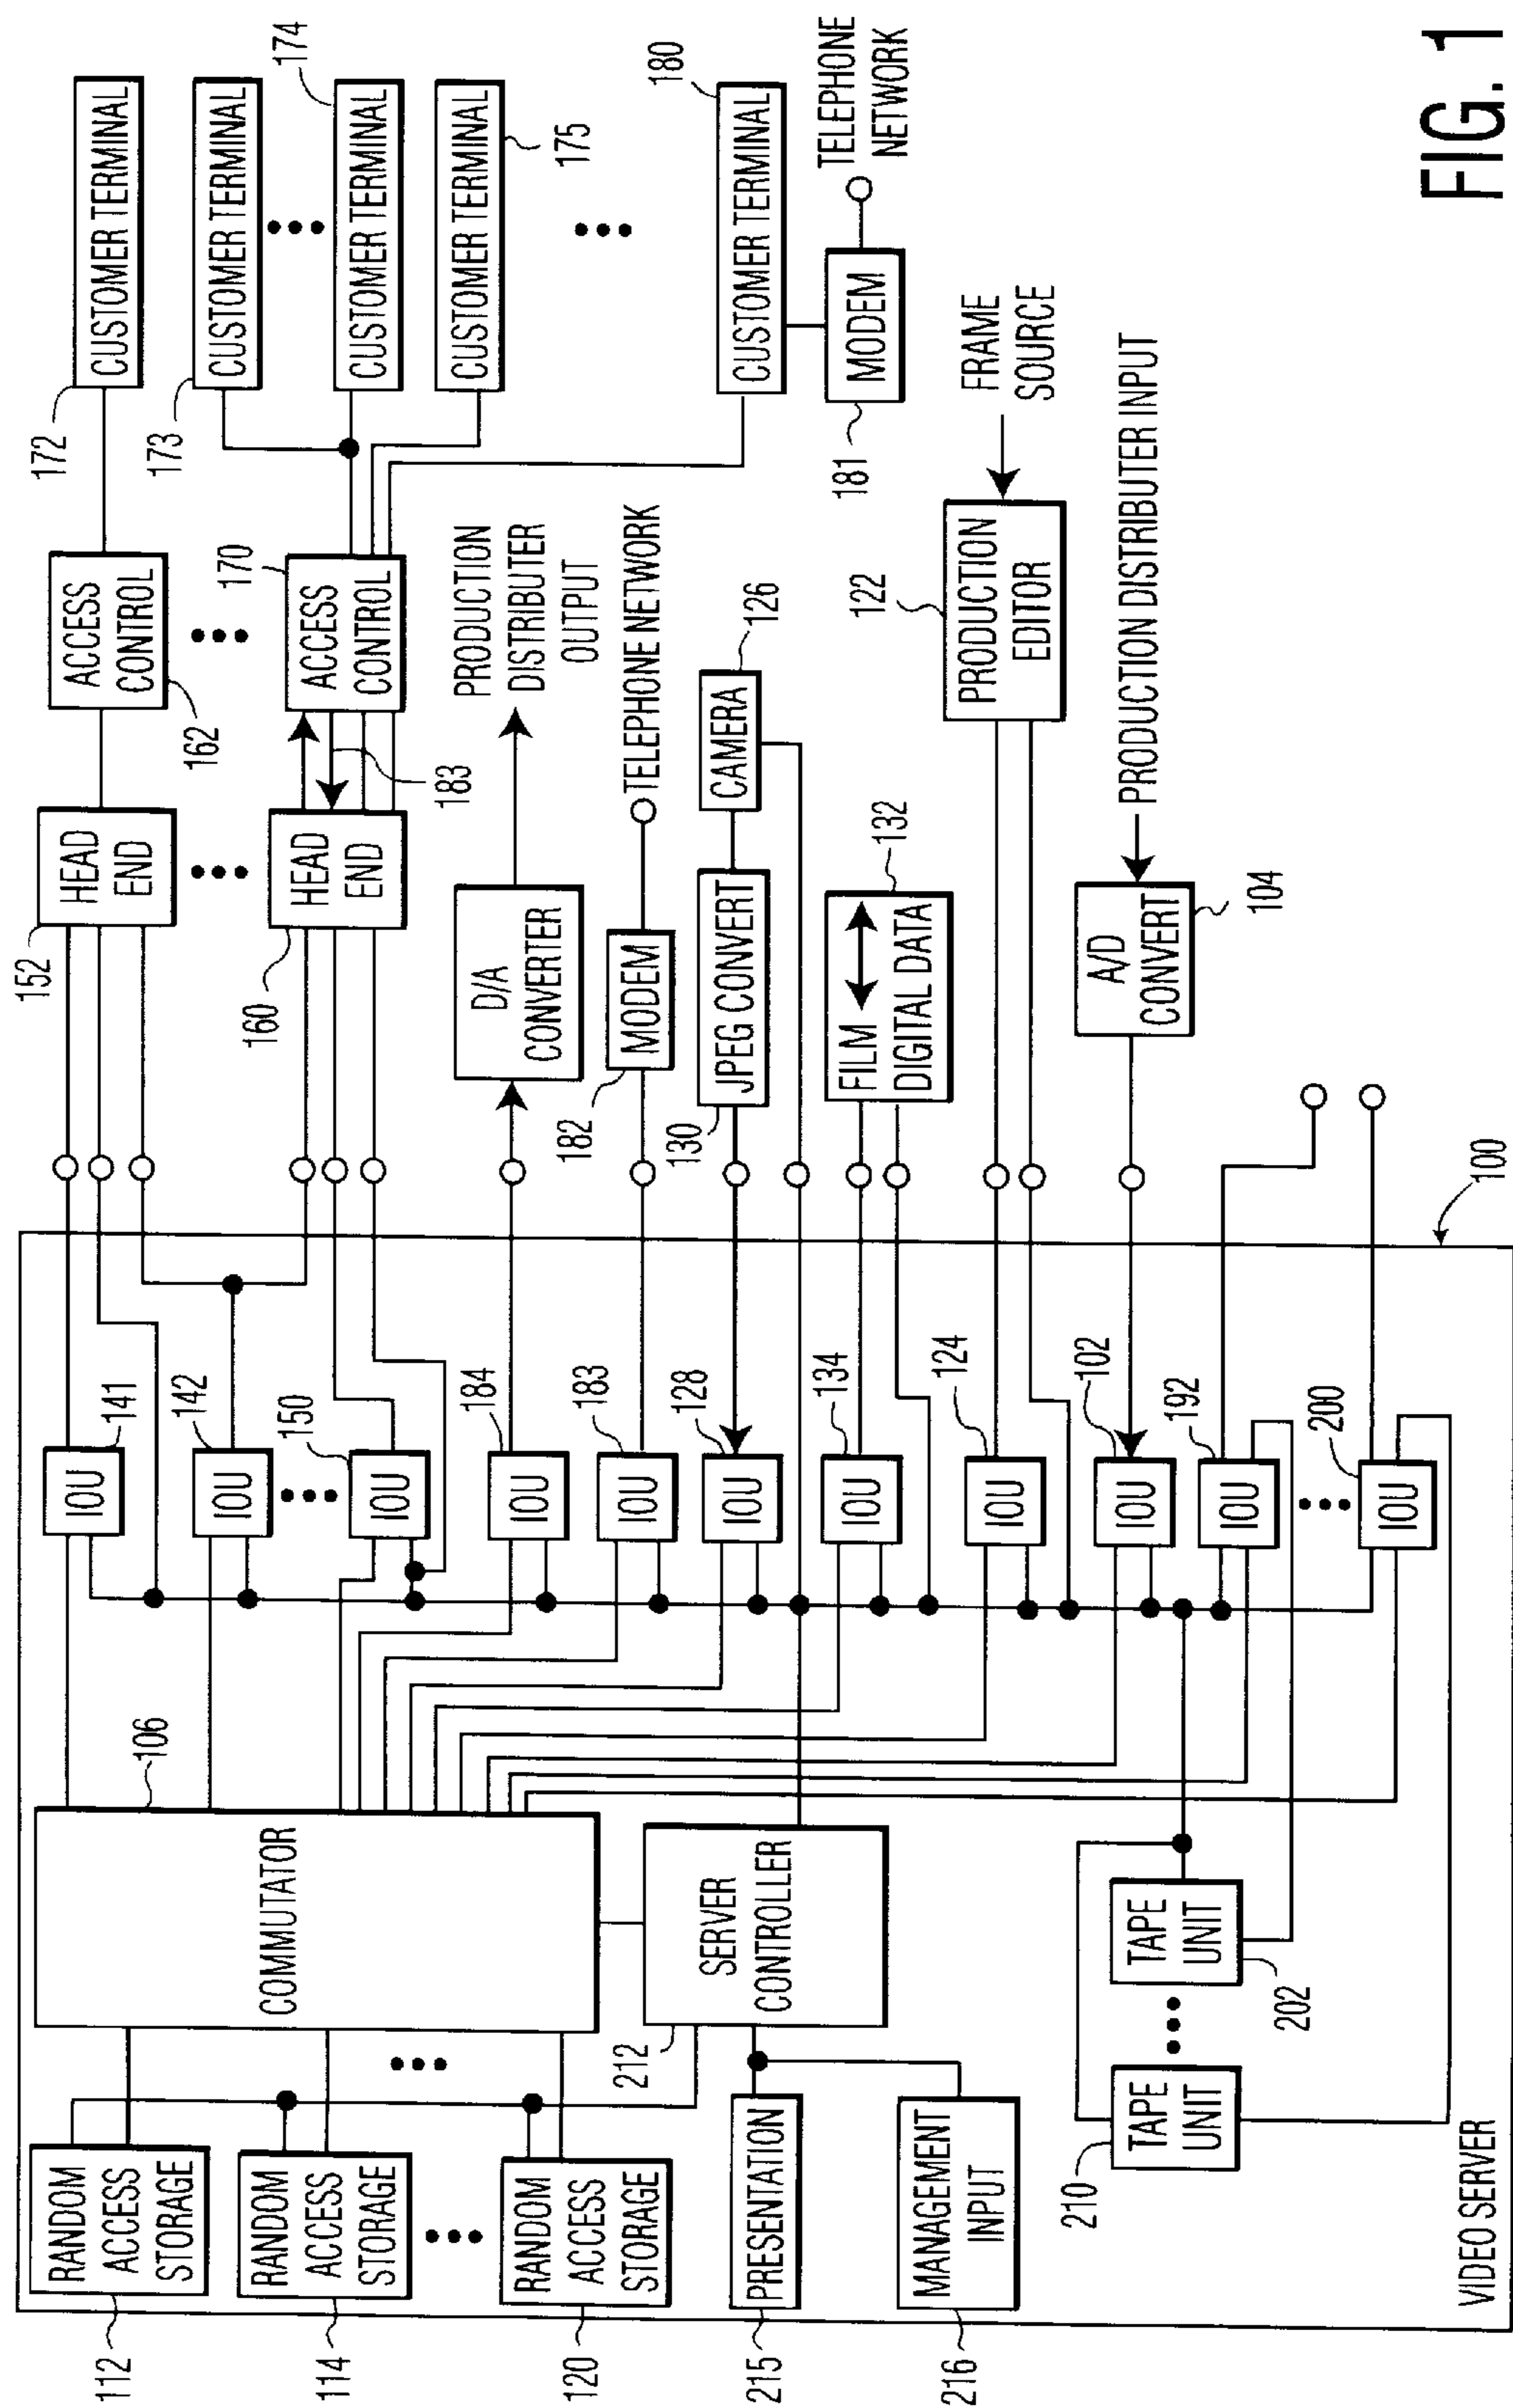 112
RANDOM
ACCESS
STORAGE
114
RANDOM
ACCESS
STORAGE
120
RANDOM
ACCESS
STORAGE
215
PRESENTATION
216
MANAGEMENT
INPUT
VIDEO SERVER
106
COMMUTATOR
212
SERVER
CONTROLLER
210
TAPE
UNIT
TAPE
UNIT
202
IOU
141
IOU
142
150
IOU
IOU
184
IOU
183
IOU
128
IOU
134
IOU
124
IOU
102
IOU
192
IOU
200
100
152
HEAD
END
160
HEAD
END
183
D/A
CONVERTER
PRODUCTION
DISTRIBUTER
OUTPUT
182
MODEM
TELEPHONE NETWORK
130
JPEG CONVERT
CAMERA
126
FILM
DIGITAL DATA
132
122
PRODUCTION
EDITOR
FRAME
SOURCE
A/D
CONVERT
104
PRODUCTION DISTRIBUTER INPUT
162
ACCESS
CONTROL
170
ACCESS
CONTROL
172
CUSTOMER TERMINAL
173
CUSTOMER TERMINAL
CUSTOMER TERMINAL
174
CUSTOMER TERMINAL
175
CUSTOMER TERMINAL
180
181
MODEM
TELEPHONE
NETWORK
FIG. 1